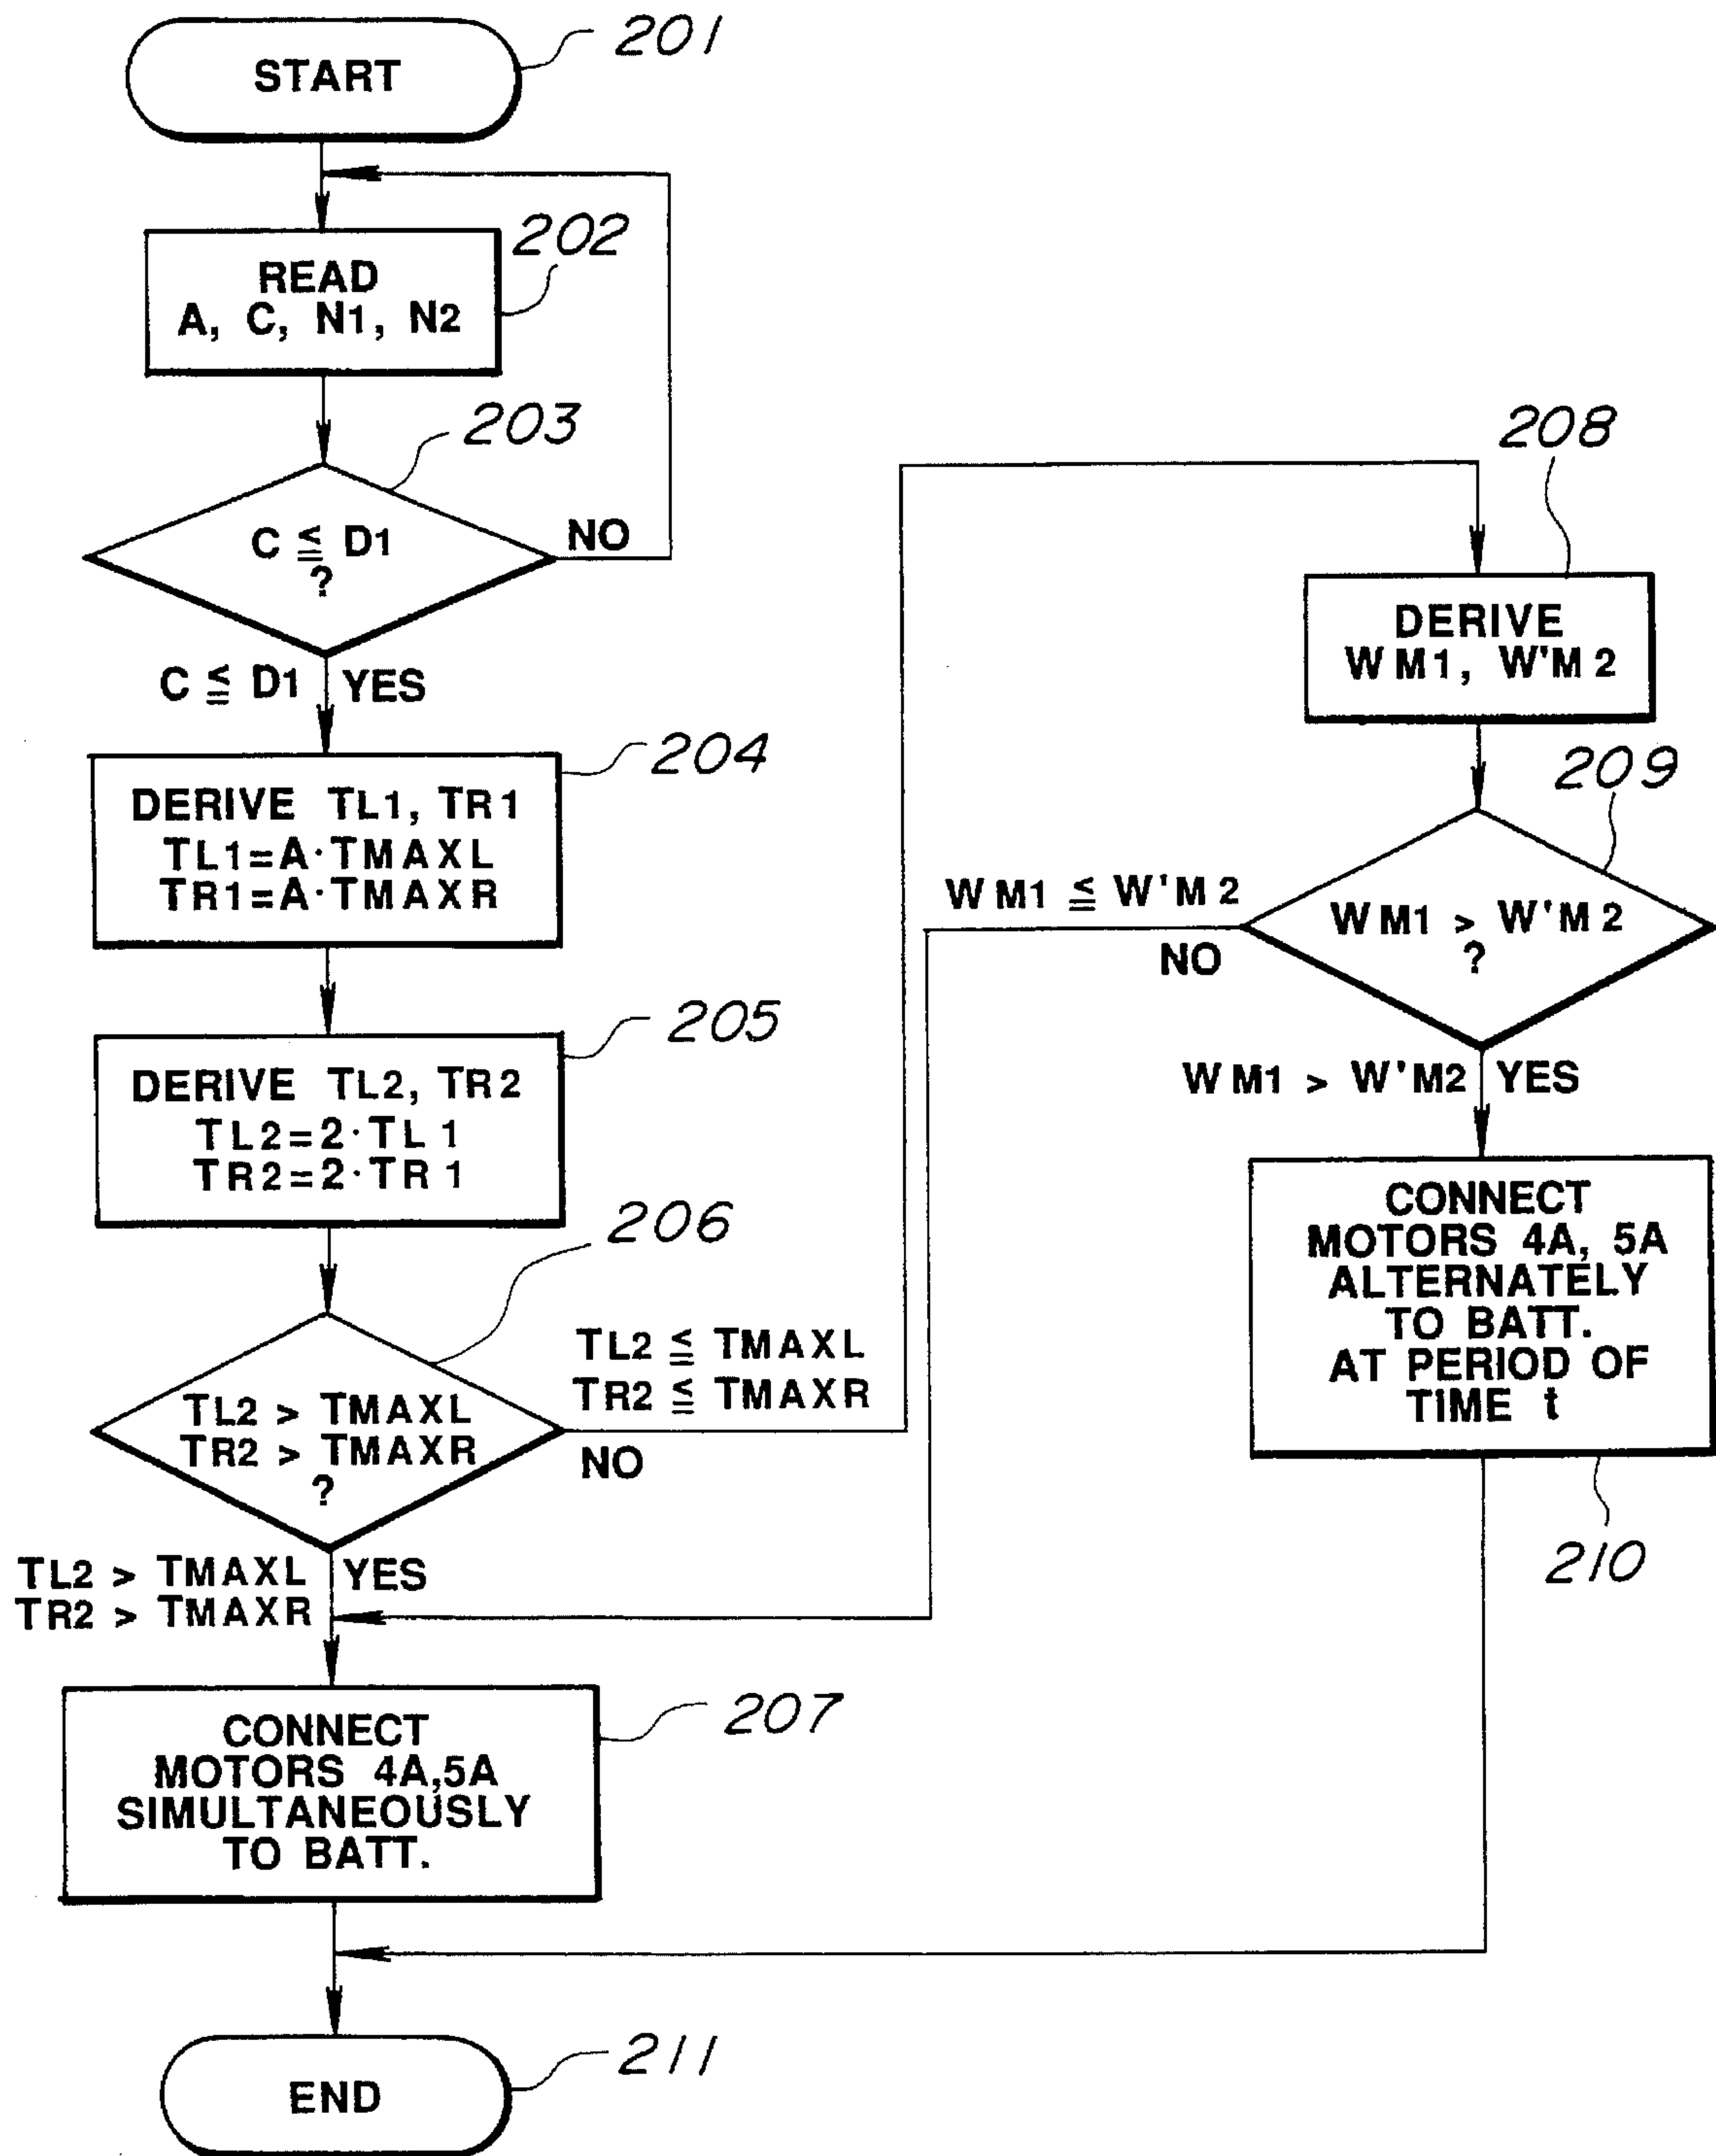 START
201
READ
A, C, N1, N2
202
C ≦ D1
?
203
NO
C ≦ D1
YES
DERIVE TL1, TR1
TL1=A·TMAXL
TR1=A·TMAXR
204
DERIVE TL2, TR2
TL2=2·TL1
TR2=2·TR1
205
TL2 > TMAXL
TR2 > TMAXR
?
206
TL2 ≦ TMAXL
TR2 ≦ TMAXR
NO
TL2 > TMAXL
TR2 > TMAXR
YES
CONNECT
MOTORS 4A,5A
SIMULTANEOUSLY
TO BATT.
207
DERIVE
WM1, W'M2
208
WM1 > W'M2
?
209
WM1 ≦ W'M2
NO
WM1 > W'M2
YES
CONNECT
MOTORS 4A, 5A
ALTERNATELY
TO BATT.
AT PERIOD OF
TIME t
210
END
211